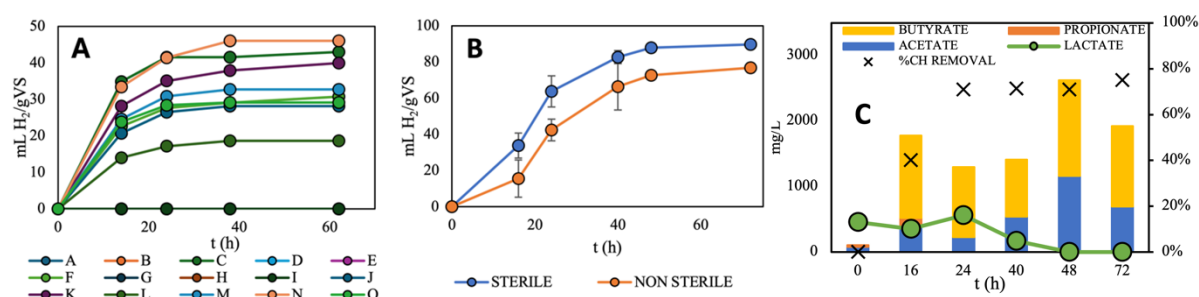 A
mL H2/gVS
50
40
30
20
10
0
0
20
40
60
t (h)
A B C D E
F G H I J
K L M N O
B
mL H2/gVS
100
80
60
40
20
0
0
20
40
60
t (h)
STERILE
NON STERILE
C
BUTYRATE
PROPIONATE
ACETATE
LACTATE
%CH REMOVAL
mg/L
3000
2000
1000
0
100%
80%
60%
40%
20%
0%
0
16
24
40
48
72
t (h)